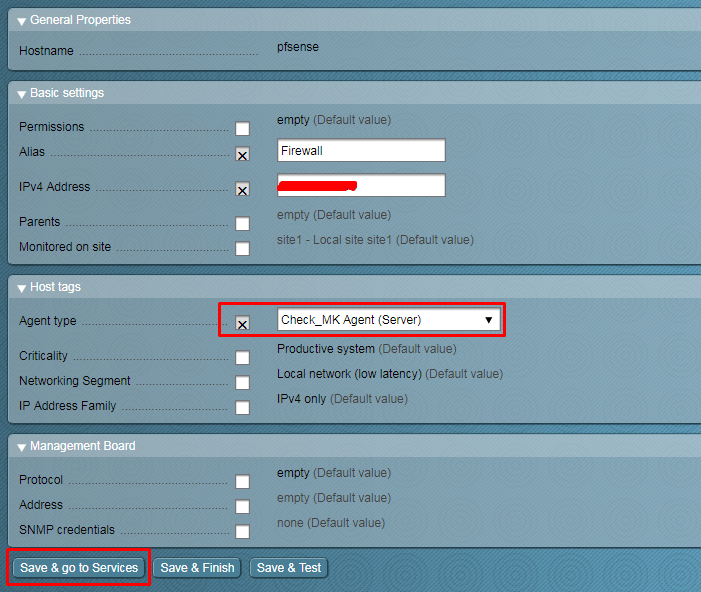 General Properties
Hostname pfsense
Basic settings
Permissions empty (Default value)
Alias Firewall
IPv4 Address
Parents empty (Default value)
Monitored on site site1 - Local site site1 (Default value)
Host tags
Agent type Check_MK Agent (Server)
Criticality Productive system (Default value)
Networking Segment Local network (low latency) (Default value)
IP Address Family IPv4 only (Default value)
Management Board
Protocol empty (Default value)
Address empty (Default value)
SNMP credentials none (Default value)
Save & go to Services Save & Finish Save & Test